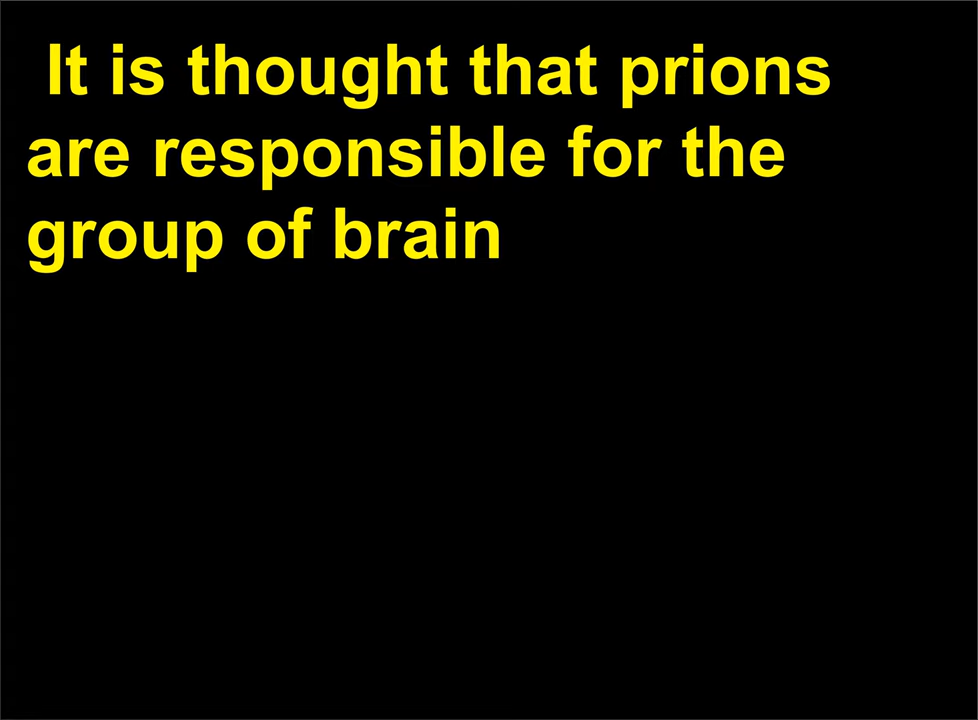 It is thought that prions
are responsible for the
group of brain